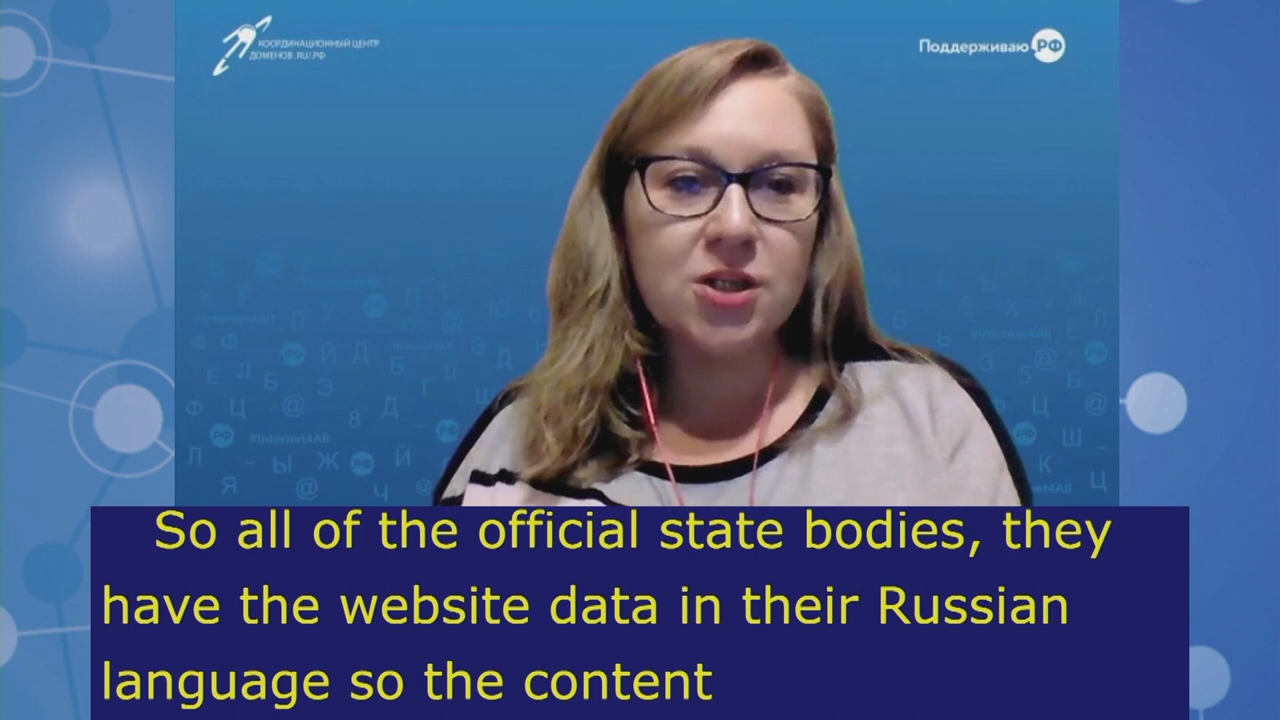 КООРДИНАЦИОННЫЙ ЦЕНТР
ДОМЕНОВ .RU/.РФ
Поддерживаю РФ
#Internet4All
So all of the official state bodies, they
have the website data in their Russian
language so the content